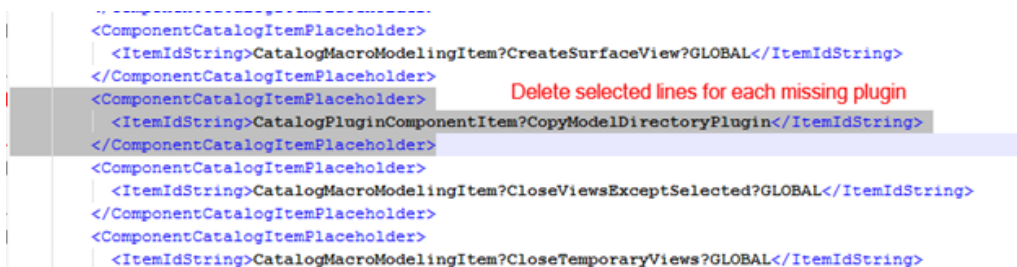 <ComponentCatalogItemPlaceholder>
<ItemIdString>CatalogMacroModelingItem?CreateSurfaceView?GLOBAL</ItemIdString>
</ComponentCatalogItemPlaceholder>
<ComponentCatalogItemPlaceholder>
Delete selected lines for each missing plugin
<ItemIdString>CatalogPluginComponentItem?CopyModelDirectoryPlugin</ItemIdString>
</ComponentCatalogItemPlaceholder>
<ComponentCatalogItemPlaceholder>
<ItemIdString>CatalogMacroModelingItem?CloseViewsExceptSelected?GLOBAL</ItemIdString>
</ComponentCatalogItemPlaceholder>
<ComponentCatalogItemPlaceholder>
<ItemIdString>CatalogMacroModelingItem?CloseTemporaryViews?GLOBAL</ItemIdString>